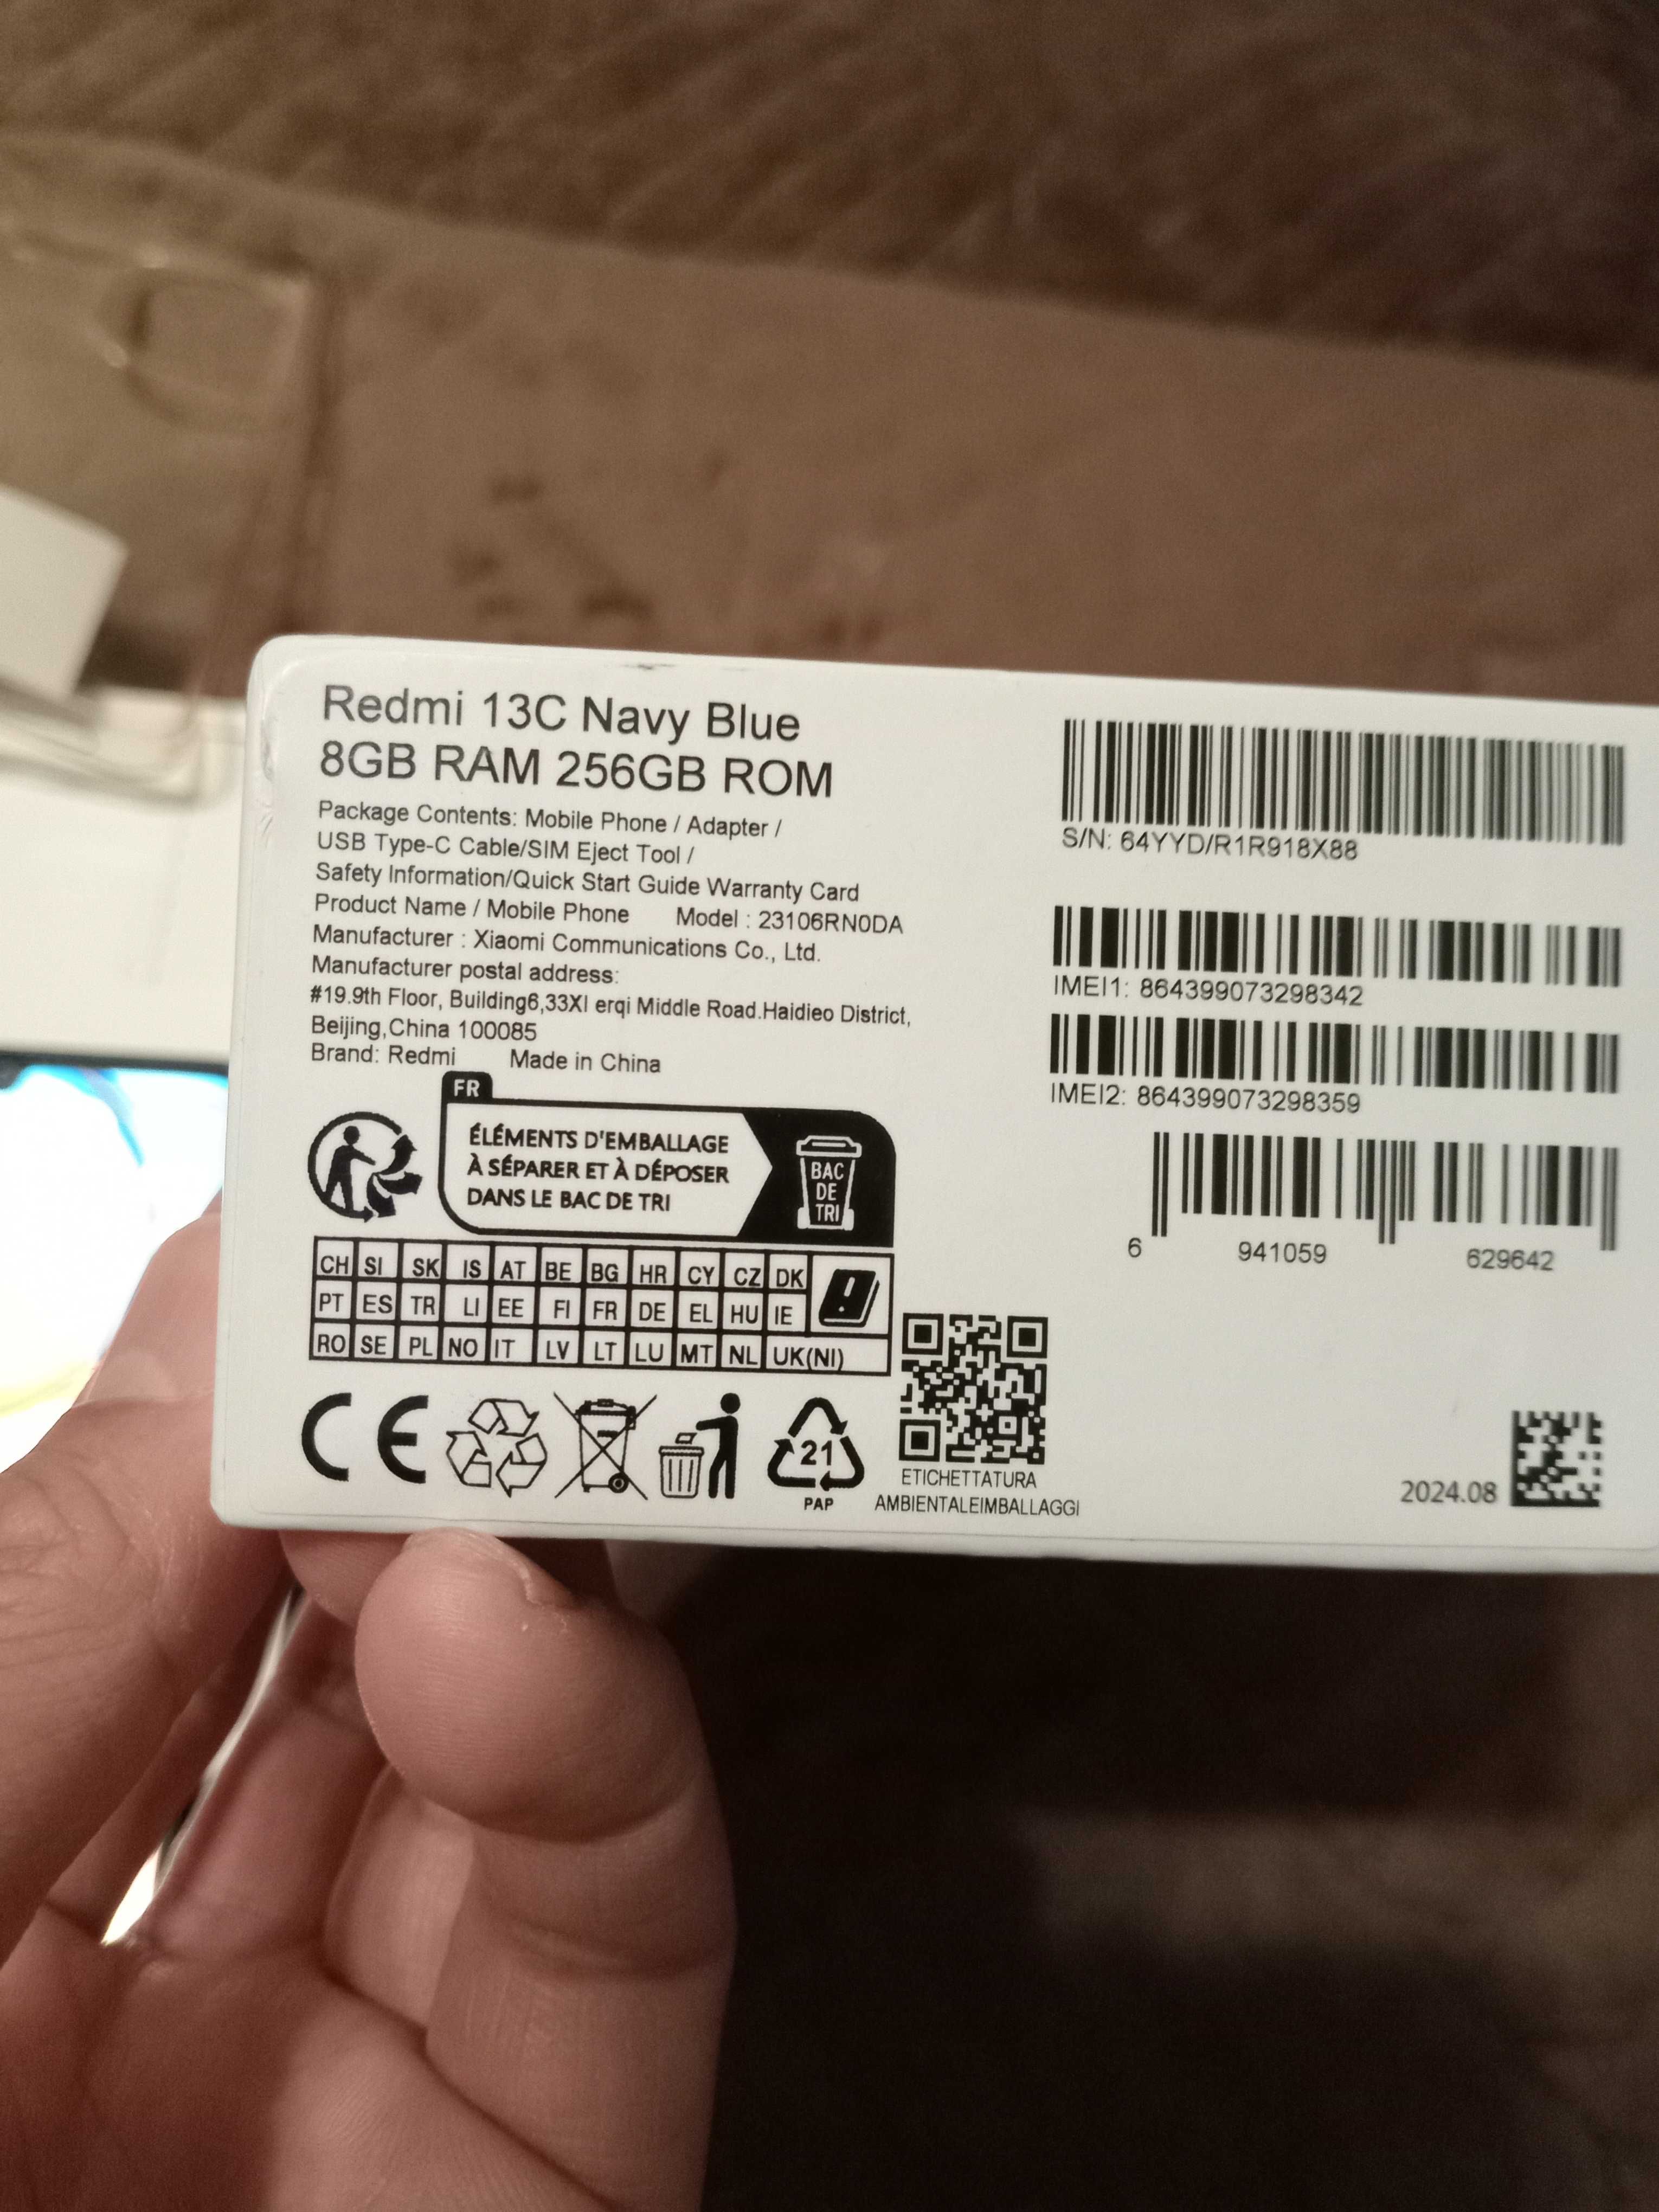 Redmi 13C Navy Blue
8GB RAM 256GB ROM
Package Contents: Mobile Phone / Adapter /
USB Type-C Cable/SIM Eject Tool /
Safety Information/Quick Start Guide Warranty Card
Product Name / Mobile Phone Model : 23106RN0DA
Manufacturer : Xiaomi Communications Co., Ltd.
Manufacturer postal address:
#19.9th Floor, Building6,33XI erqi Middle Road.Haidieo District,
Beijing,China 100085
Brand: Redmi Made in China
FR
ÉLÉMENTS D'EMBALLAGE
À SÉPARER ET À DÉPOSER
DANS LE BAC DE TRI
BAC
DE
TRI
CH SI SK IS AT BE BG HR CY CZ DK
PT ES TR LI EE FI FR DE EL HU IE
RO SE PL NO IT LV LT LU MT NL UK(NI)
CE
21
PAP
ETICHETTATURA
AMBIENTALEIMBALLAGGI
S/N: 64YYD/R1R918X88
IMEI1: 864399073298342
IMEI2: 864399073298359
6 941059 629642
2024.08